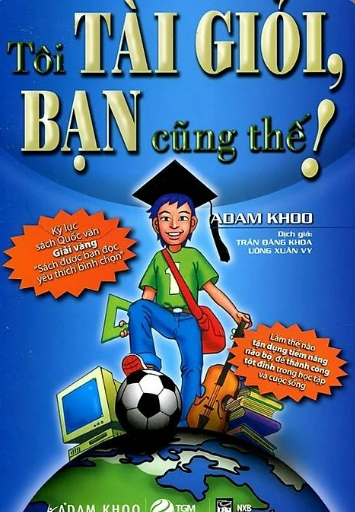 Tôi TÀI GIỎI,
BẠN cũng thế!
ADAM KHOO
Dịch giả:
TRẦN ĐĂNG KHOA
UÔNG XUÂN VY
Kỷ lục
sách Quốc văn
Giải vàng
"Sách được bạn đọc
yêu thích bình chọn"
Làm thế nào
tận dụng tiềm năng
não bộ, để thành công
tột đỉnh trong học tập
và cuộc sống
1
ADAM KHOO
TGM
NXB